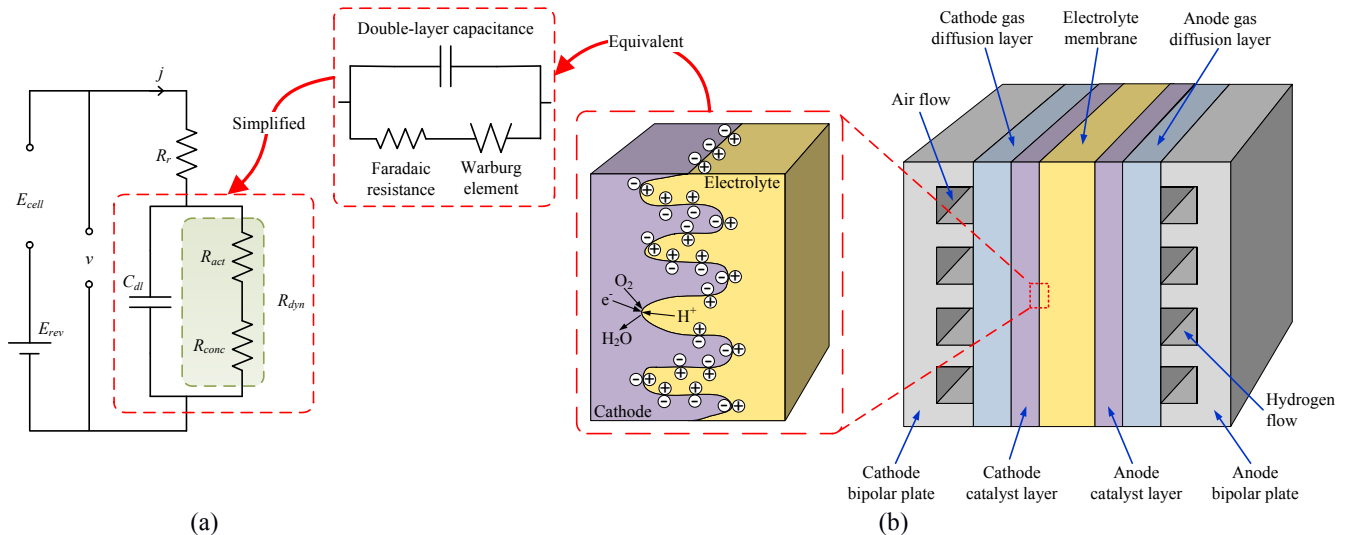 j
R_r
E_cell
v
E_rev
C_dl
R_act
R_conc
R_dyn
Simplified
Double-layer capacitance
Faradaic
resistance
Warburg
element
Equivalent
Electrolyte
O₂
e⁻
H⁺
H₂O
Cathode
Cathode gas
diffusion layer
Electrolyte
membrane
Anode gas
diffusion layer
Air flow
Hydrogen
flow
Cathode
bipolar plate
Cathode
catalyst layer
Anode
catalyst layer
Anode
bipolar plate
(a)
(b)